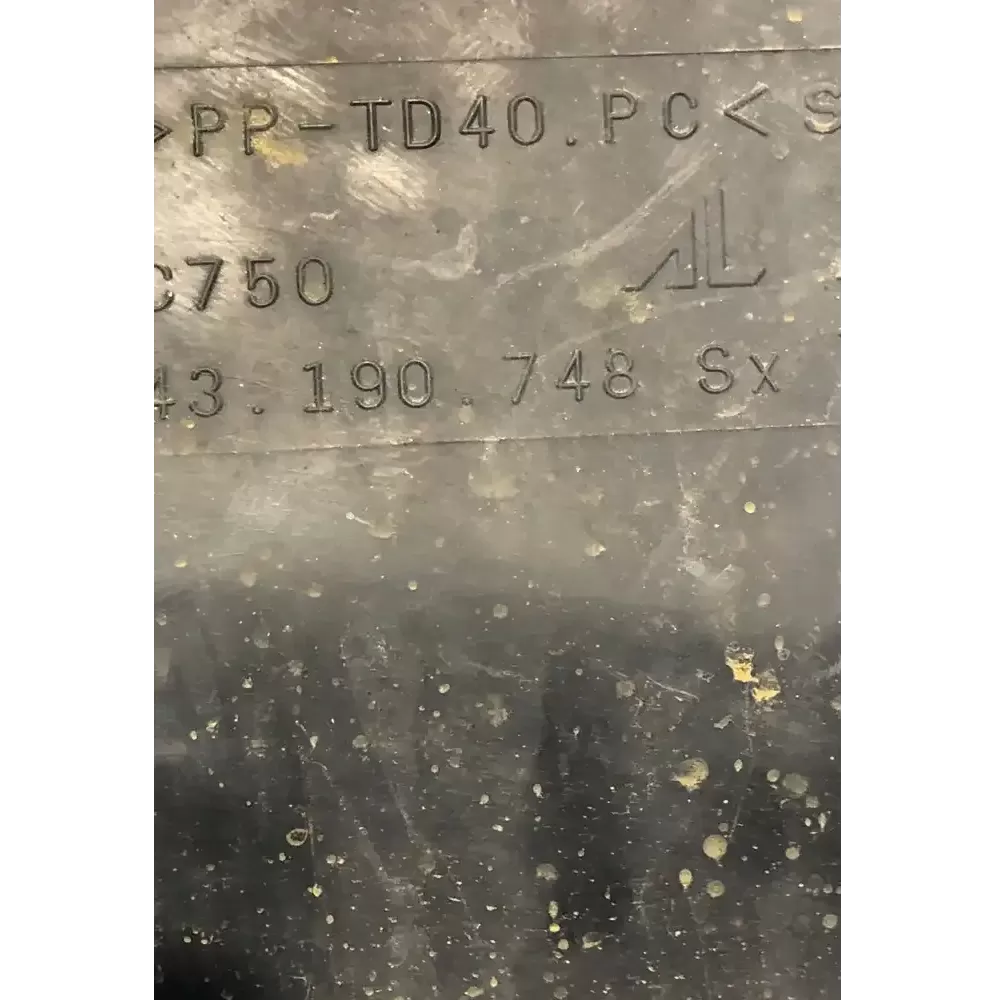 >PP-TD40.PC<S
C750
43.190.748 Sx